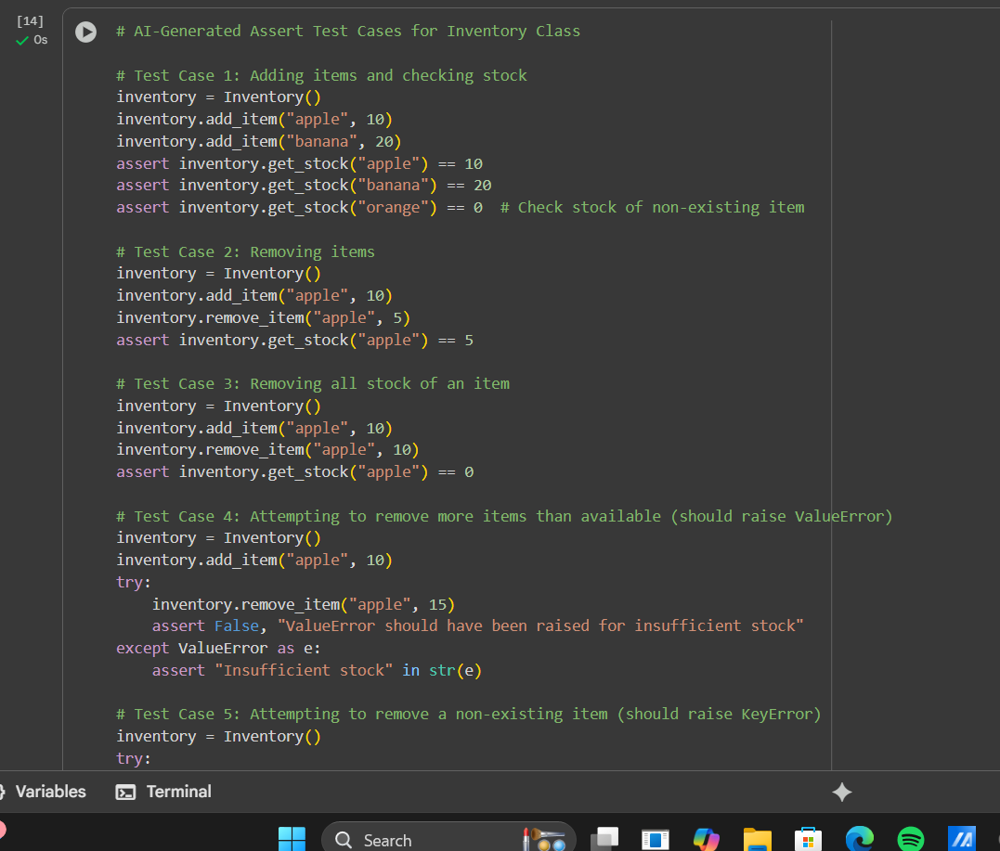 [14]
0s
# AI-Generated Assert Test Cases for Inventory Class
# Test Case 1: Adding items and checking stock
inventory = Inventory()
inventory.add_item("apple", 10)
inventory.add_item("banana", 20)
assert inventory.get_stock("apple") == 10
assert inventory.get_stock("banana") == 20
assert inventory.get_stock("orange") == 0  # Check stock of non-existing item
# Test Case 2: Removing items
inventory = Inventory()
inventory.add_item("apple", 10)
inventory.remove_item("apple", 5)
assert inventory.get_stock("apple") == 5
# Test Case 3: Removing all stock of an item
inventory = Inventory()
inventory.add_item("apple", 10)
inventory.remove_item("apple", 10)
assert inventory.get_stock("apple") == 0
# Test Case 4: Attempting to remove more items than available (should raise ValueError)
inventory = Inventory()
inventory.add_item("apple", 10)
try:
    inventory.remove_item("apple", 15)
    assert False, "ValueError should have been raised for insufficient stock"
except ValueError as e:
    assert "Insufficient stock" in str(e)
# Test Case 5: Attempting to remove a non-existing item (should raise KeyError)
inventory = Inventory()
try:
Variables
Terminal
Search